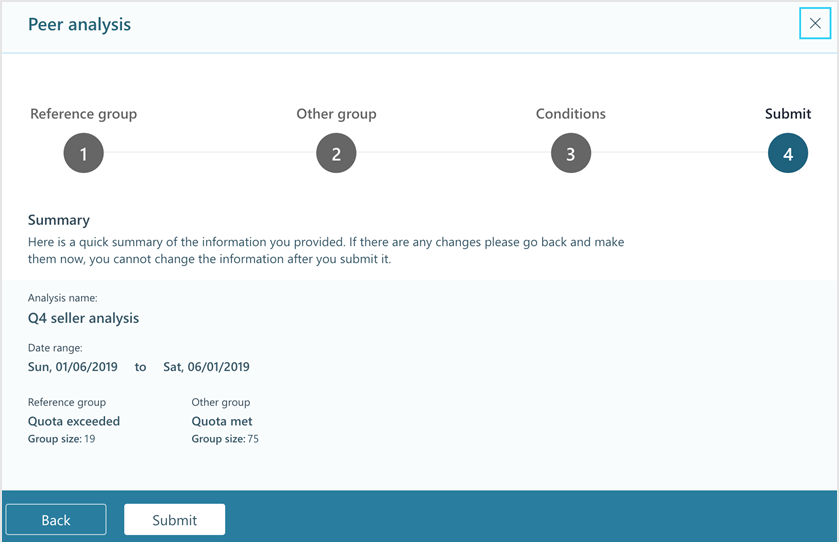 Peer analysis
Reference group
Other group
Conditions
Submit
1
2
3
4
Summary
Here is a quick summary of the information you provided. If there are any changes please go back and make
them now, you cannot change the information after you submit it.
Analysis name:
Q4 seller analysis
Date range:
Sun, 01/06/2019 to Sat, 06/01/2019
Reference group
Other group
Quota exceeded
Quota met
Group size: 19
Group size: 75
Back
Submit